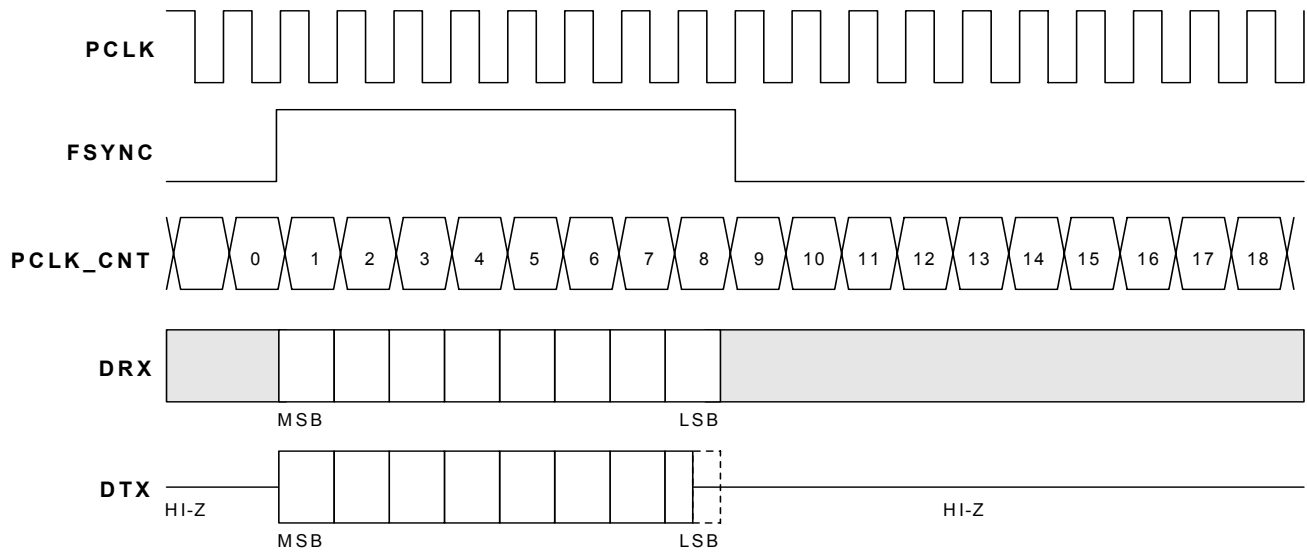 PCLK
FSYNC
PCLK_CNT 0 1 2 3 4 5 6 7 8 9 10 11 12 13 14 15 16 17 18
DRX
MSB LSB
DTX
HI-Z HI-Z
MSB LSB